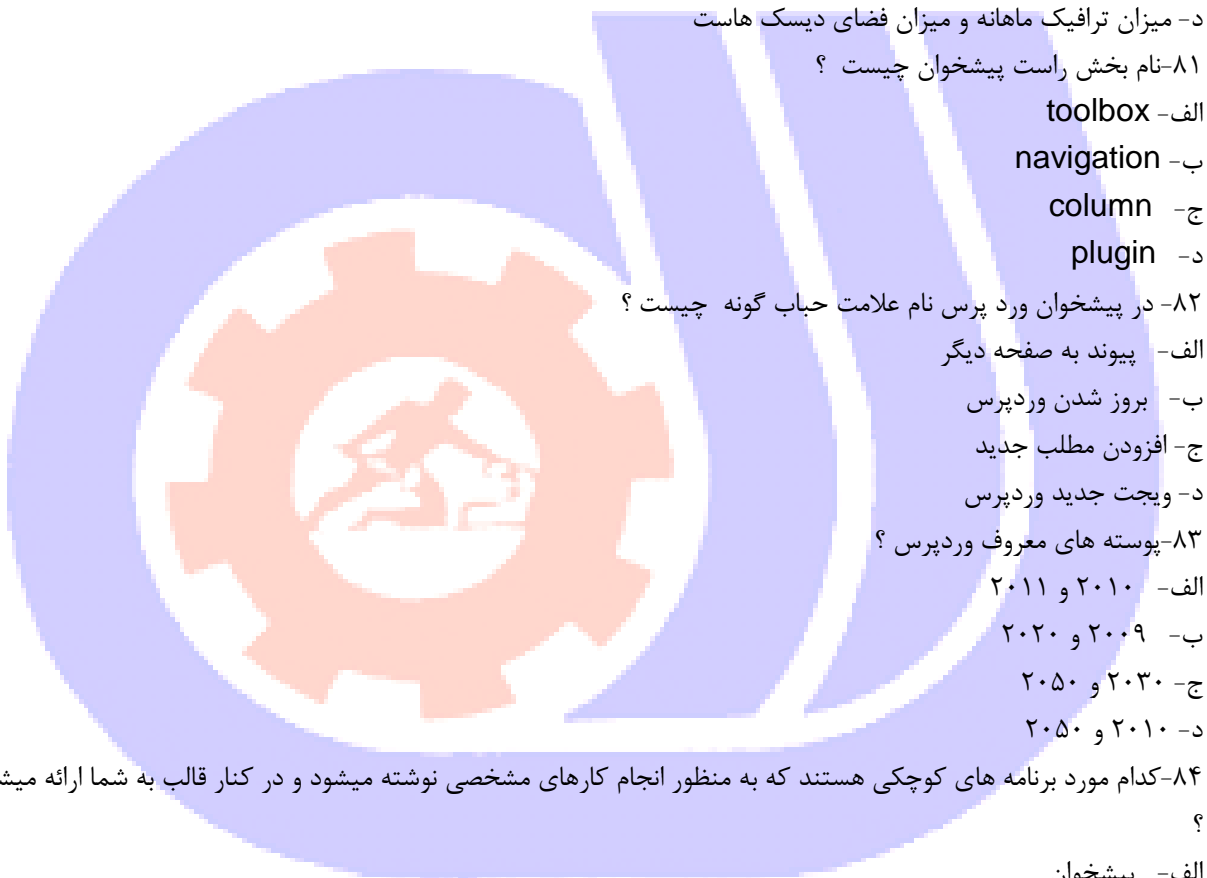 د- میزان ترافیک ماهانه و میزان فضای دیسک هاست
۸۱-نام بخش راست پیشخوان چیست ؟
الف- toolbox
ب- navigation
ج- column
د- plugin
۸۲- در پیشخوان ورد پرس نام علامت حباب گونه چیست ؟
الف- پیوند به صفحه دیگر
ب- بروز شدن وردپرس
ج- افزودن مطلب جدید
د- ویجت جدید وردپرس
۸۳-پوسته های معروف وردپرس ؟
الف- ۲۰۱۰ و ۲۰۱۱
ب- ۲۰۰۹ و ۲۰۲۰
ج- ۲۰۳۰ و ۲۰۵۰
د- ۲۰۱۰ و ۲۰۵۰
۸۴-کدام مورد برنامه های کوچکی هستند که به منظور انجام کارهای مشخصی نوشته میشود و در کنار قالب به شما ارائه
؟
الف- پیشخوان